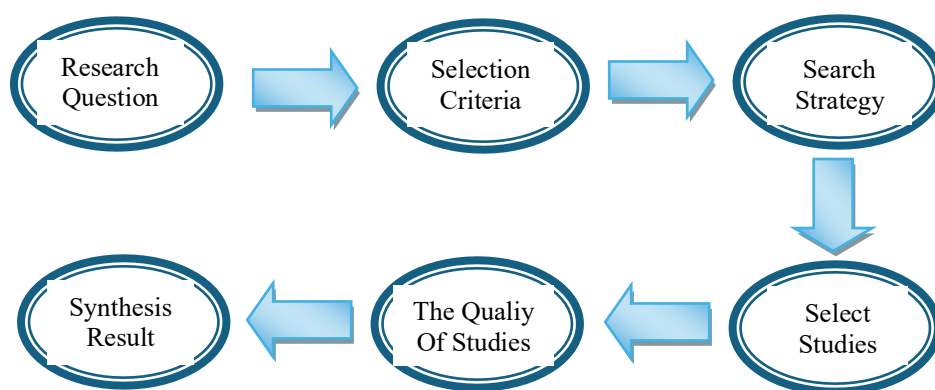 Research
Question
Selection
Criteria
Search
Strategy
Select
Studies
The Qualiy
Of Studies
Synthesis
Result